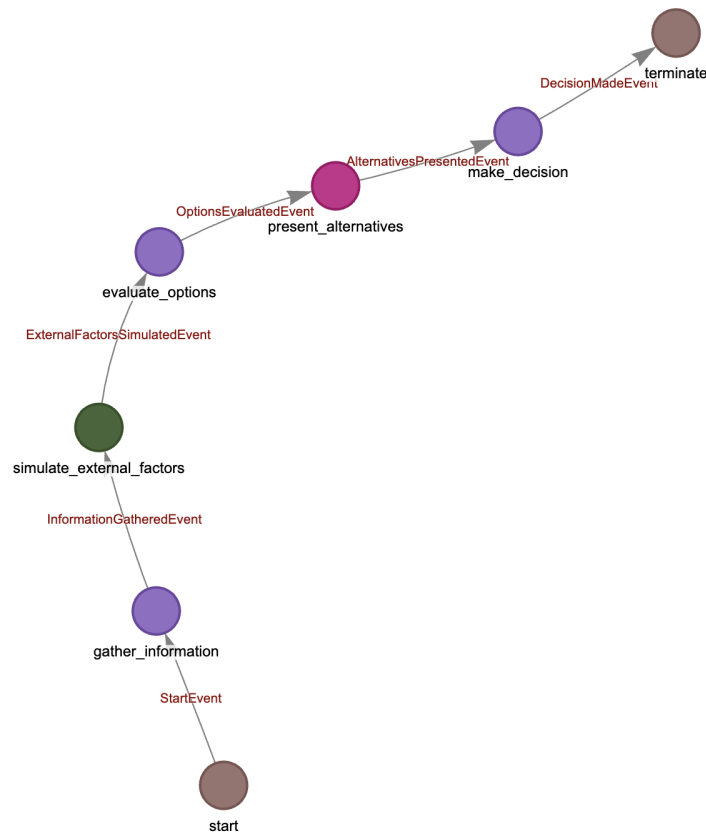 terminate
DecisionMadeEvent
make_decision
AlternativesPresentedEvent
present_alternatives
OptionsEvaluatedEvent
evaluate_options
ExternalFactorsSimulatedEvent
simulate_external_factors
InformationGatheredEvent
gather_information
StartEvent
start